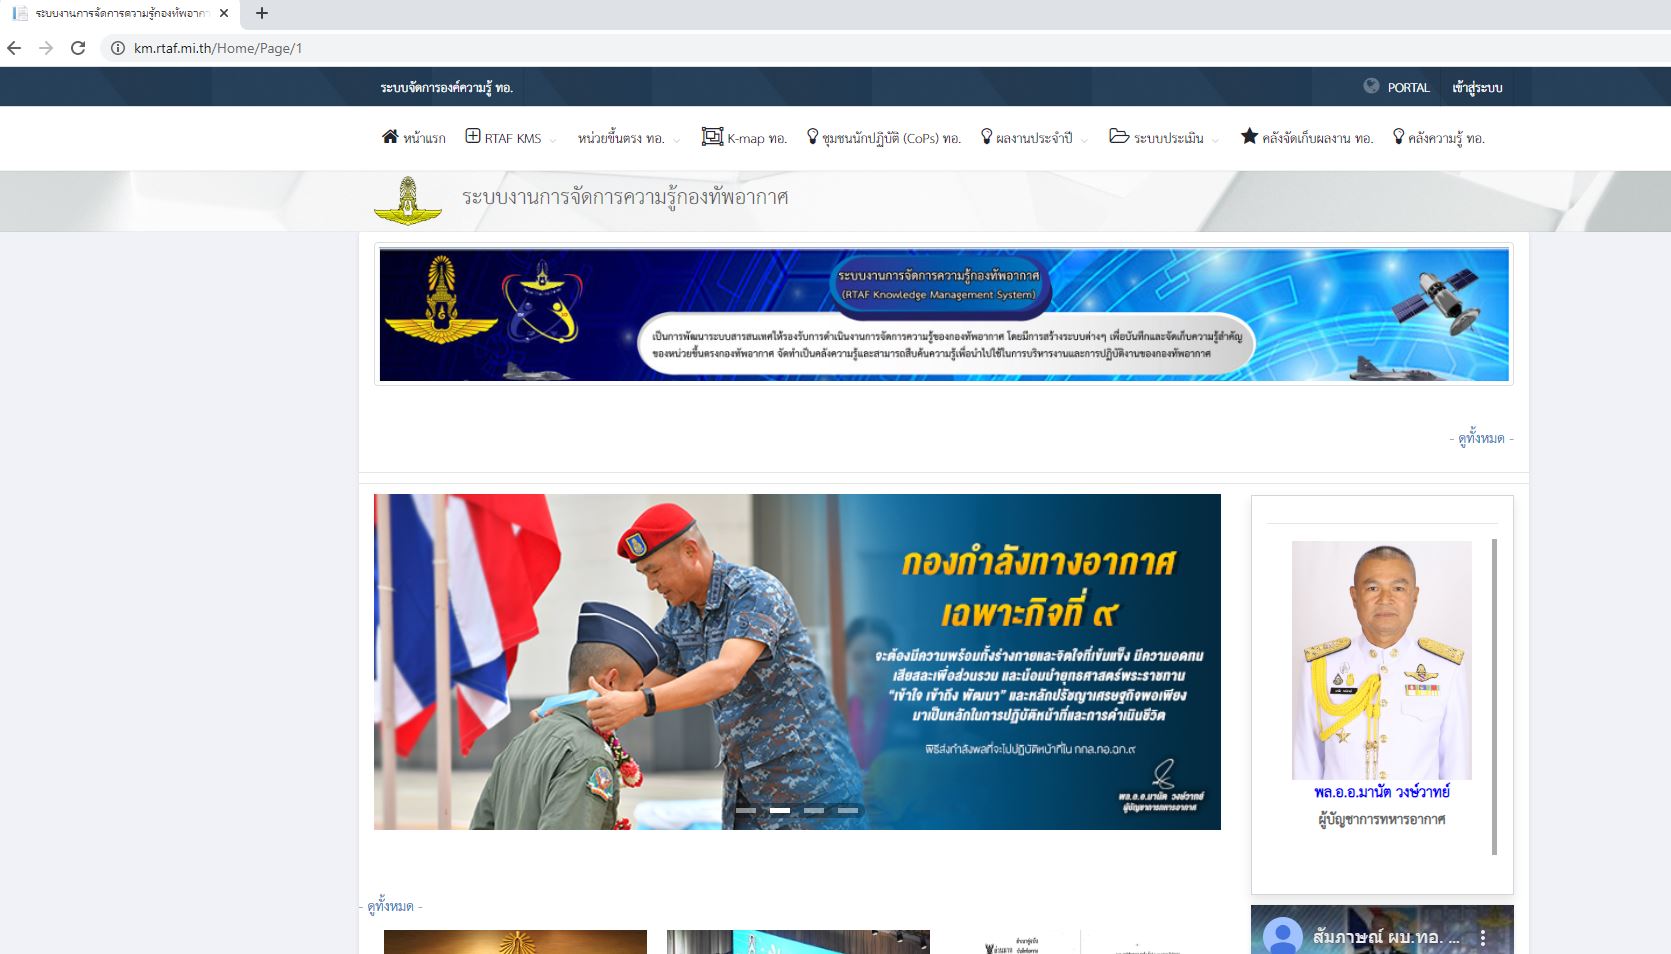 ระบบงานการจัดการความรู้กองทัพอากา
km.rtaf.mi.th/Home/Page/1
ระบบจัดการองค์ความรู้ ทอ.
PORTAL
เข้าสู่ระบบ
หน้าแรก
RTAF KMS
หน่วยขึ้นตรง ทอ.
K-map ทอ.
ชุมชนนักปฏิบัติ (CoPs) ทอ.
ผลงานประจำปี
ระบบประเมิน
คลังจัดเก็บผลงาน ทอ.
คลังความรู้ ทอ.
ระบบงานการจัดการความรู้กองทัพอากาศ
ระบบงานการจัดการความรู้กองทัพอากาศ
(RTAF Knowledge Management System)
เป็นการพัฒนาระบบสารสนเทศให้รองรับการดำเนินงานการจัดการความรู้ของกองทัพอากาศ โดยมีการสร้างระบบต่างๆ เพื่อบันทึกและจัดเก็บความรู้สำคัญ
ของหน่วยขึ้นตรงกองทัพอากาศ จัดทำเป็นคลังความรู้และสามารถสืบค้นความรู้เพื่อนำไปใช้ในการบริหารงานและการปฏิบัติงานของกองทัพอากาศ
- ดูทั้งหมด -
กองกำลังทางอากาศ
เฉพาะกิจที่ ๙
จะต้องมีความพร้อมทั้งร่างกายและจิตใจที่เข้มแข็ง มีความอดทน
เสียสละเพื่อส่วนรวม และน้อมนำยุทธศาสตร์พระราชทาน
"เข้าใจ เข้าถึง พัฒนา" และหลักปรัชญาเศรษฐกิจพอเพียง
มาเป็นหลักในการปฏิบัติหน้าที่และการดำเนินชีวิต
พิธีส่งกำลังพลที่จะไปปฏิบัติหน้าที่ใน กกล.ทอ.ฉก.๙
พล.อ.อ.มานัต วงษ์วาทย์
ผู้บัญชาการทหารอากาศ
พล.อ.อ.มานัต วงษ์วาทย์
ผู้บัญชาการทหารอากาศ
- ดูทั้งหมด -
สัมภาษณ์ ผบ.ทอ. ...